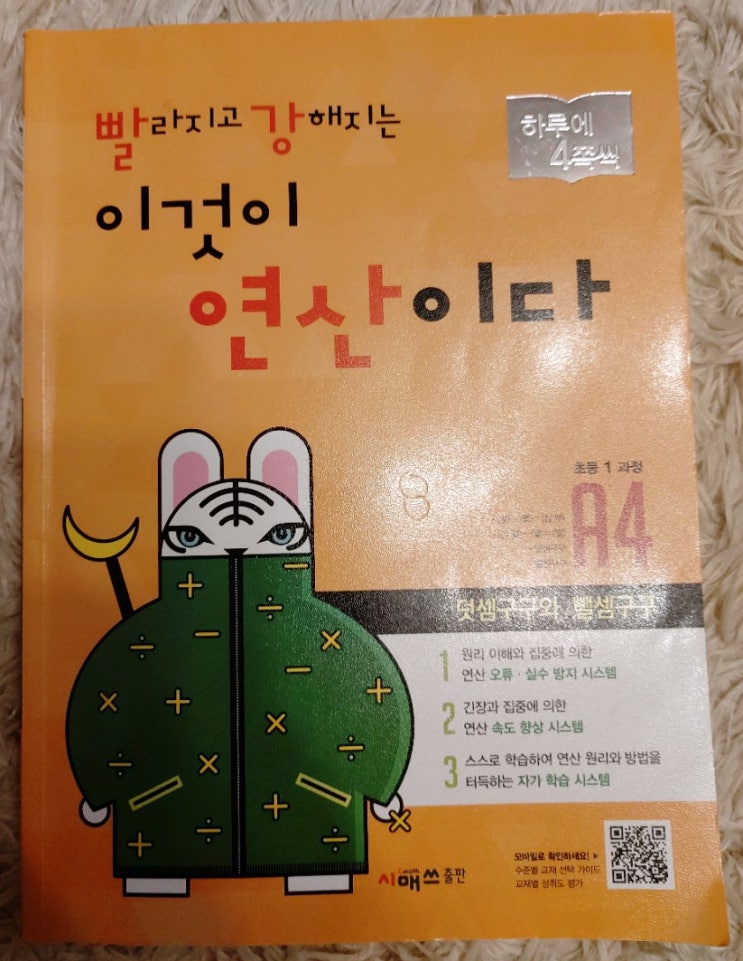 빨라지고 강해지는
하루에
4쪽씩
이것이
연산이다
초등 1 과정
A4
덧셈구구와 뺄셈구구
1 원리 이해와 집중에 의한
연산 오류·실수 방지 시스템
2 긴장과 집중에 의한
연산 속도 향상 시스템
3 스스로 학습하여 연산 원리와 방법을
터득하는 자가 학습 시스템
모바일로 확인하세요! ▶
수준별 교재 선택 가이드
교재별 성취도 평가
시매쓰출판